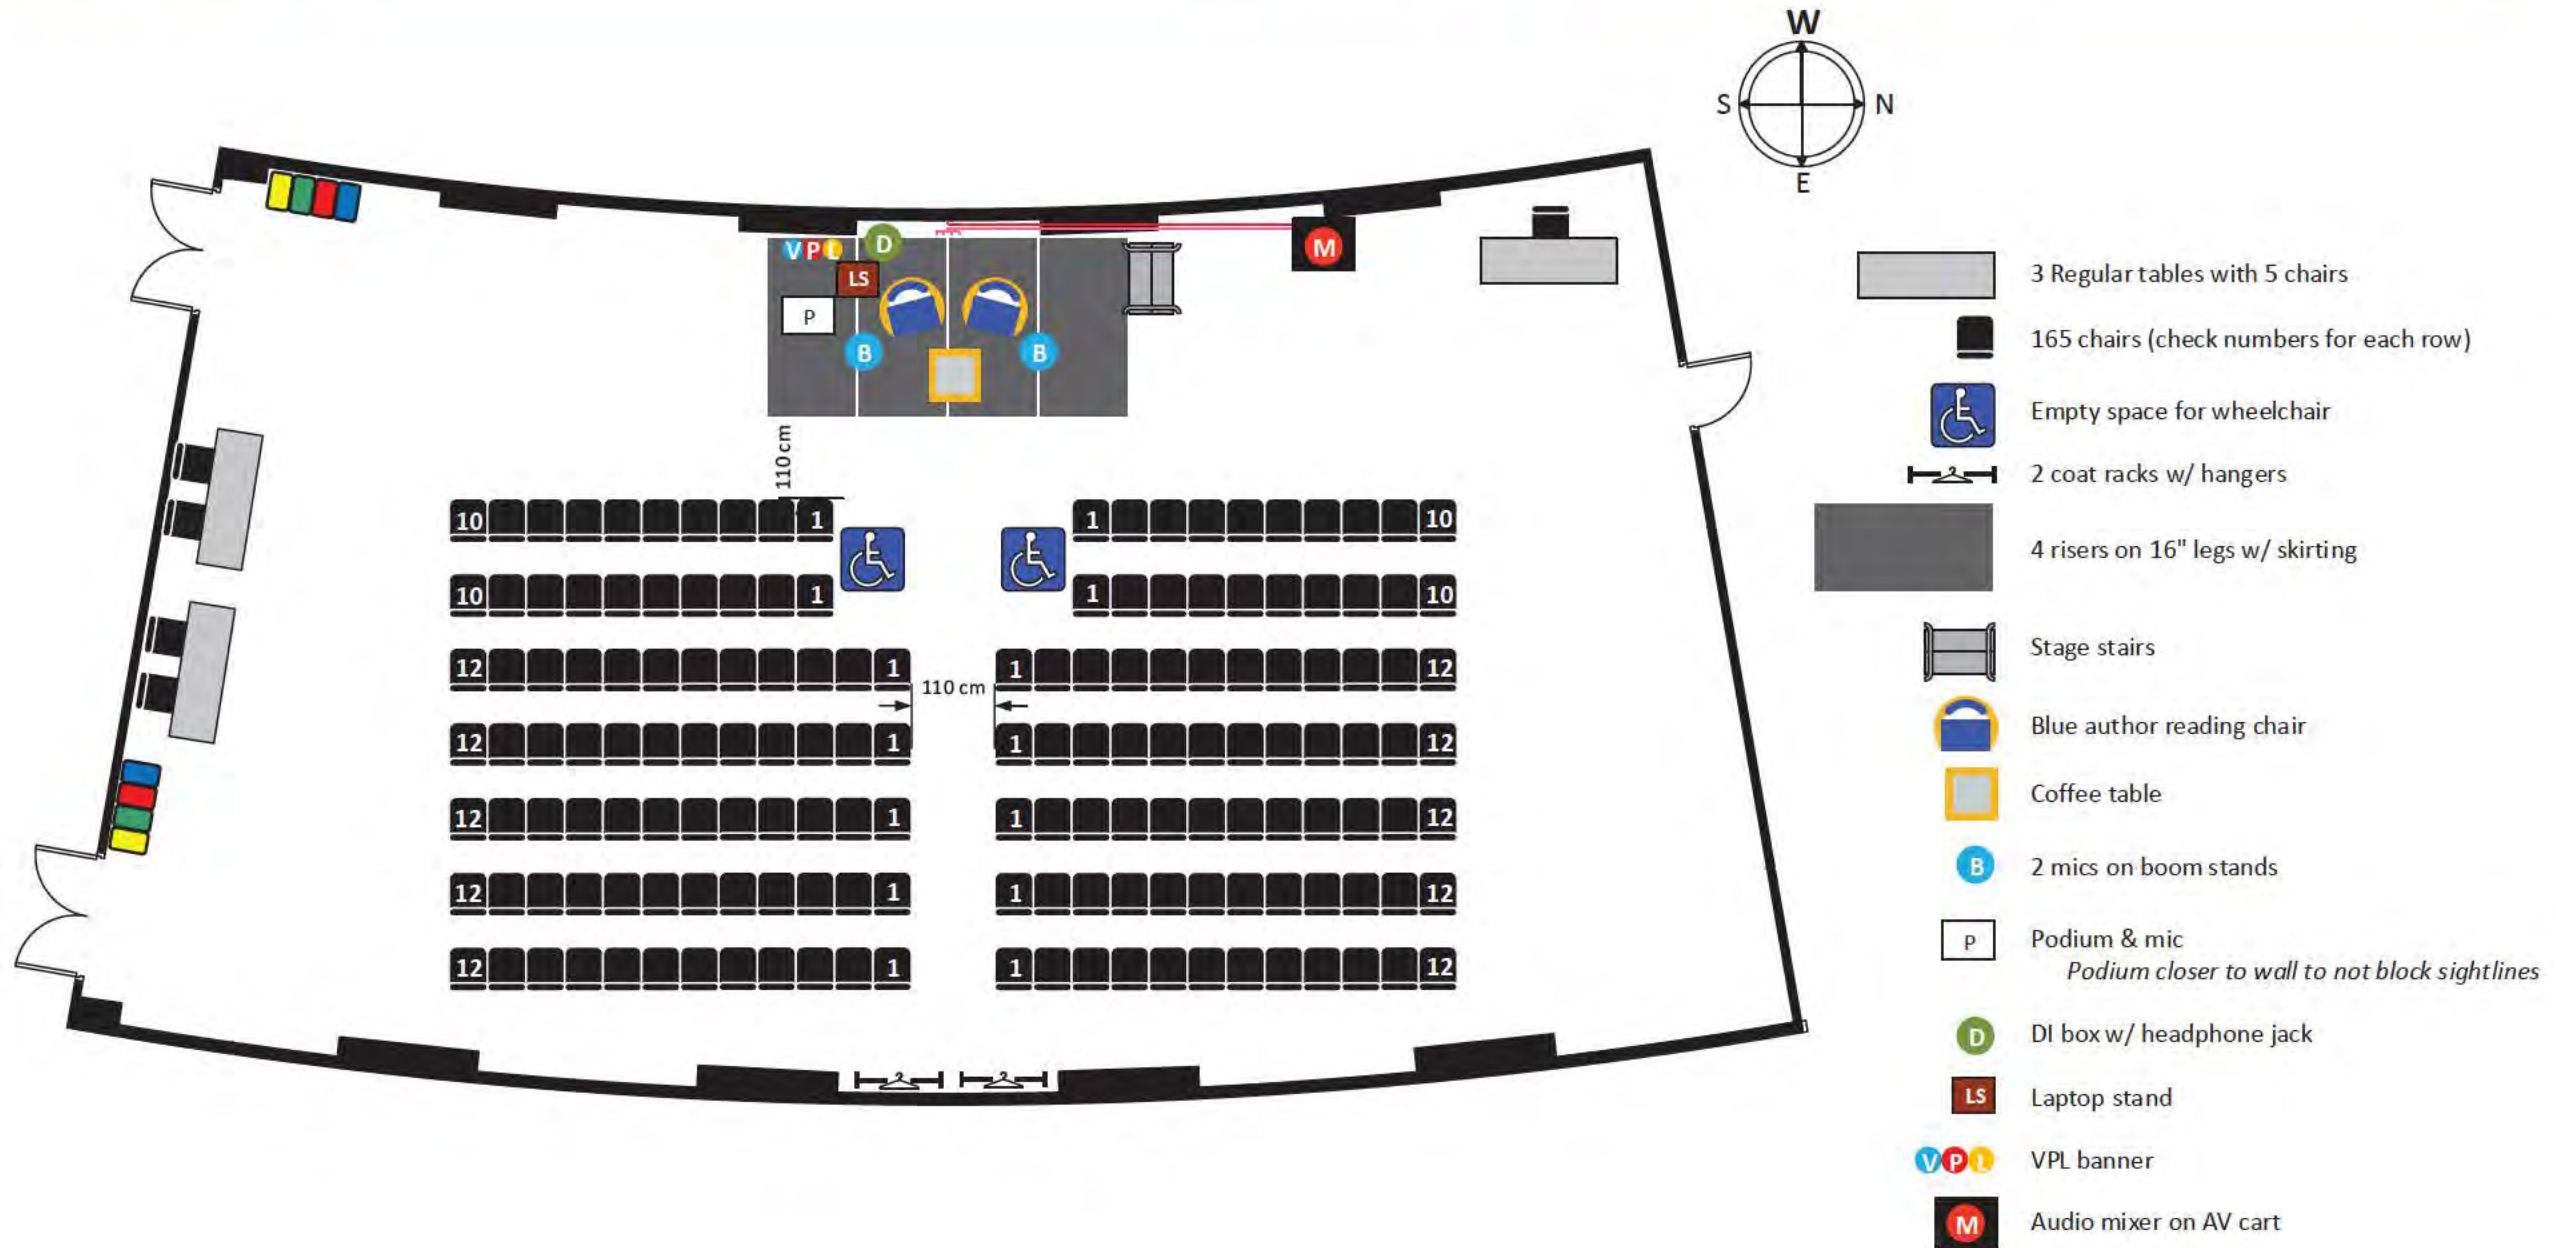 W
S N
E
V P L D
LS
M
P
B B
110 cm
10 1 1 10
10 1 1 10
12 1 1 12
110 cm
12 1 1 12
12 1 1 12
12 1 1 12
12 1 1 12
3 Regular tables with 5 chairs
165 chairs (check numbers for each row)
Empty space for wheelchair
2 coat racks w/ hangers
4 risers on 16" legs w/ skirting
Stage stairs
Blue author reading chair
Coffee table
B 2 mics on boom stands
P Podium & mic
Podium closer to wall to not block sightlines
D DI box w/ headphone jack
LS Laptop stand
VPL VPL banner
M Audio mixer on AV cart